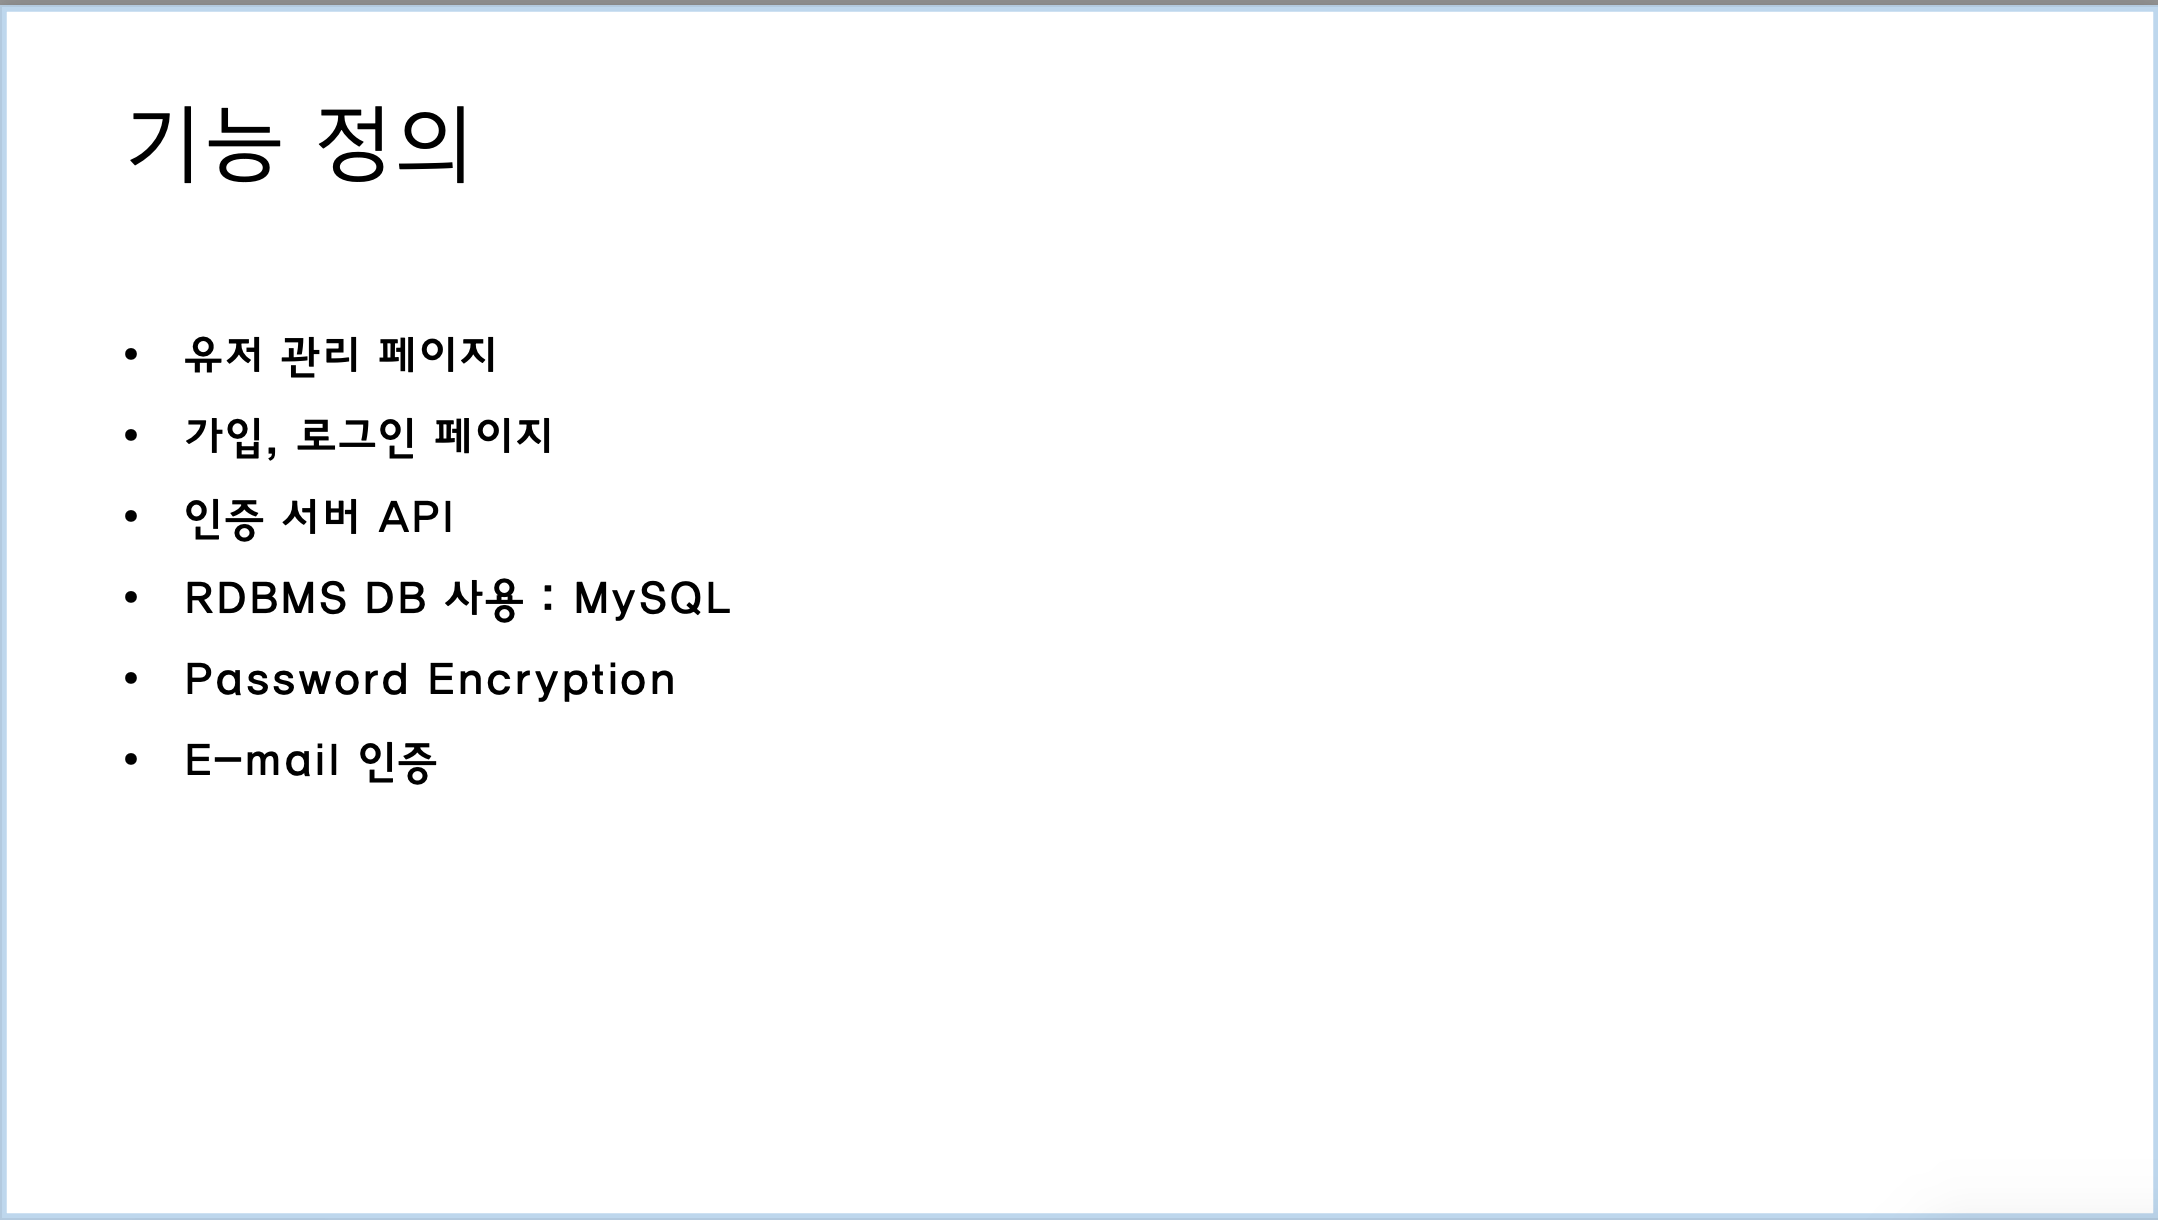 기능 정의
• 유저 관리 페이지
• 가입, 로그인 페이지
• 인증 서버 API
• RDBMS DB 사용 : MySQL
• Password Encryption
• E-mail 인증